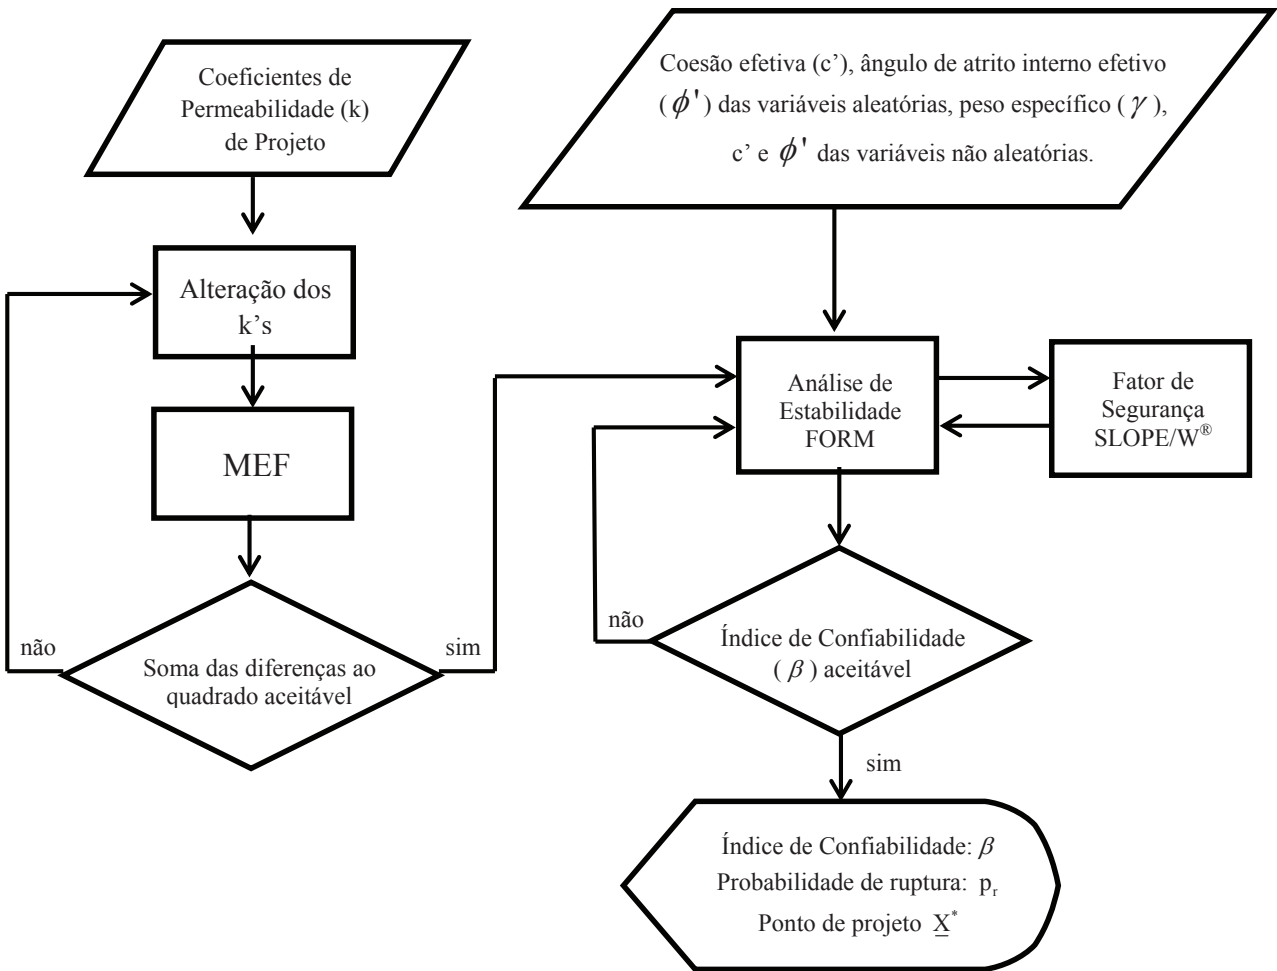 Coeficientes de
Permeabilidade (k)
de Projeto
Alteração dos
k’s
MEF
não
Soma das diferenças ao
quadrado aceitável
sim
Coesão efetiva (c’), ângulo de atrito interno efetivo
( ϕ' ) das variáveis aleatórias, peso específico ( γ ),
c’ e ϕ' das variáveis não aleatórias.
Análise de
Estabilidade
FORM
Fator de
Segurança
SLOPE/W®
não
Índice de Confiabilidade
( β ) aceitável
sim
Índice de Confiabilidade: β
Probabilidade de ruptura: pᵣ
Ponto de projeto X̲*